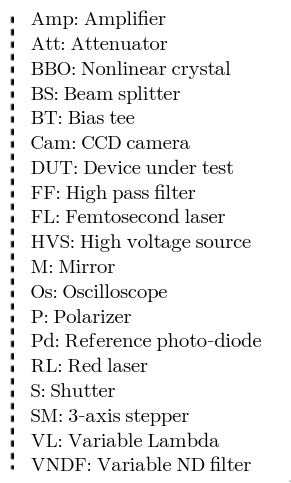 Amp: Amplifier
Att: Attenuator
BBO: Nonlinear crystal
BS: Beam splitter
BT: Bias tee
Cam: CCD camera
DUT: Device under test
FF: High pass filter
FL: Femtosecond laser
HVS: High voltage source
M: Mirror
Os: Oscilloscope
P: Polarizer
Pd: Reference photo-diode
RL: Red laser
S: Shutter
SM: 3-axis stepper
VL: Variable Lambda
VNDF: Variable ND filter